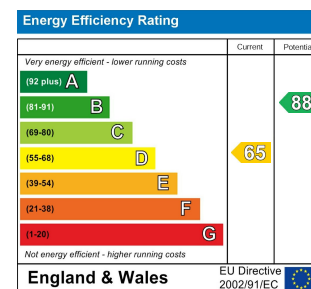 Energy Efficiency Rating
Current
Very energy efficient - lower running costs
(92 plus) A
(81-91) B
88
(69-80) C
(55-68) D
65
(39-54) E
(21-38) F
(1-20) G
Not energy efficient - higher running costs
England & Wales
EU Directive
2002/91/EC